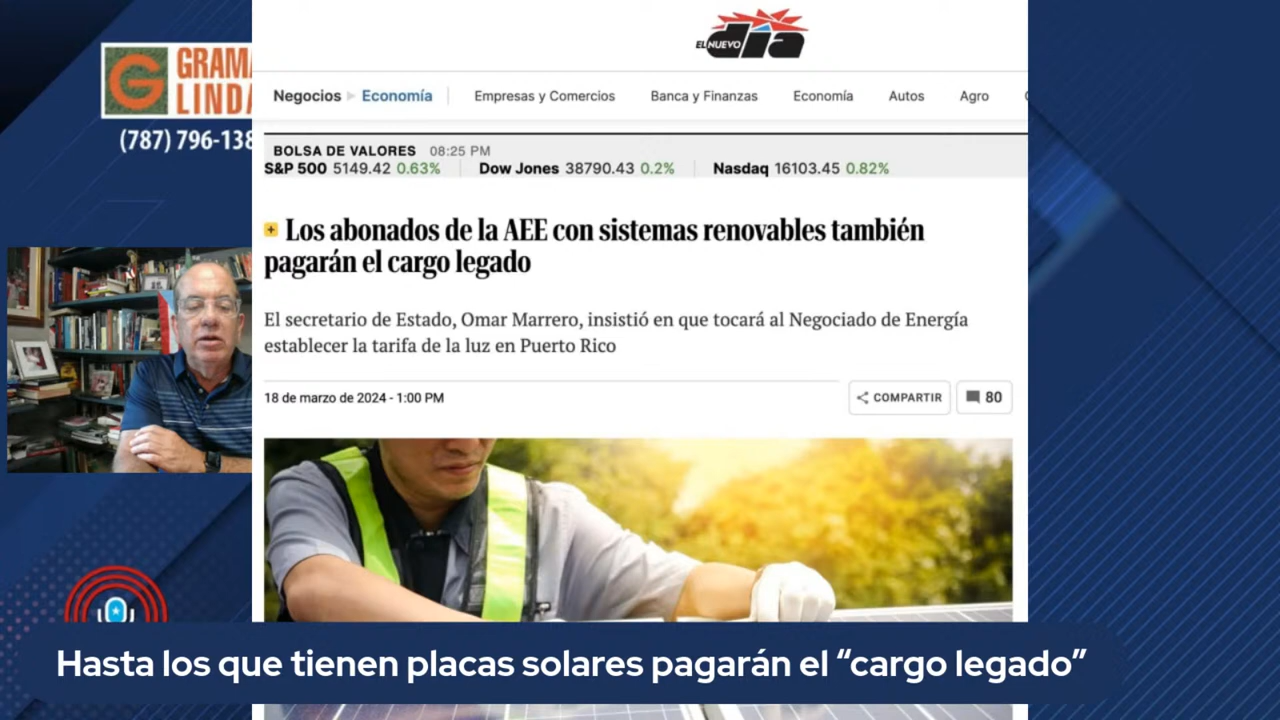 GRAMA
LINDA
(787) 796-138
EL NUEVO día
Negocios Economía Empresas y Comercios Banca y Finanzas Economía Autos Agro
BOLSA DE VALORES 08:25 PM
S&P 500 5149.42 0.63% Dow Jones 38790.43 0.2% Nasdaq 16103.45 0.82%
+ Los abonados de la AEE con sistemas renovables también
pagarán el cargo legado
El secretario de Estado, Omar Marrero, insistió en que tocará al Negociado de Energía
establecer la tarifa de la luz en Puerto Rico
18 de marzo de 2024 - 1:00 PM COMPARTIR 80
Hasta los que tienen placas solares pagarán el “cargo legado”